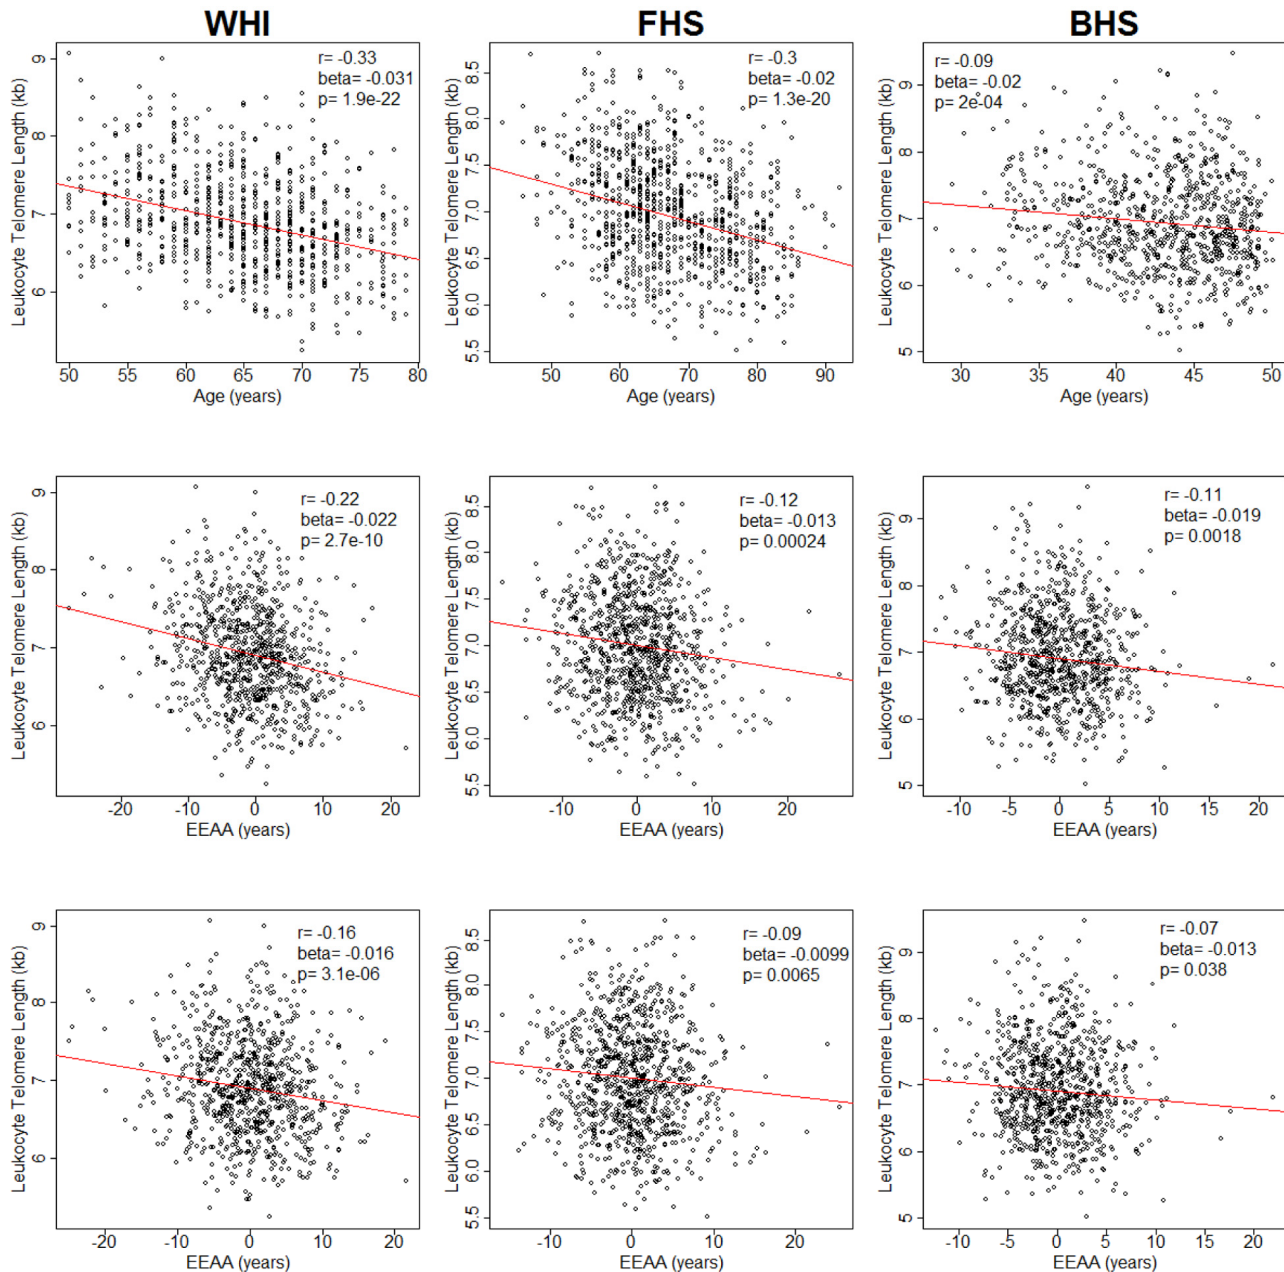 WHI FHS BHS
r= -0.33
beta= -0.031
p= 1.9e-22
Leukocyte Telomere Length (kb)
9
8
7
6
50 55 60 65 70 75 80
Age (years)
r= -0.3
beta= -0.02
p= 1.3e-20
Leukocyte Telomere Length (kb)
8.5
8.0
7.5
7.0
6.5
6.0
5.5
50 60 70 80 90
Age (years)
r= -0.09
beta= -0.02
p= 2e-04
Leukocyte Telomere Length (kb)
9
8
7
6
5
30 35 40 45 50
Age (years)
r= -0.22
beta= -0.022
p= 2.7e-10
Leukocyte Telomere Length (kb)
9
8
7
6
-20 -10 0 10 20
EEAA (years)
r= -0.12
beta= -0.013
p= 0.00024
Leukocyte Telomere Length (kb)
8.5
8.0
7.5
7.0
6.5
6.0
5.5
-10 0 10 20
EEAA (years)
r= -0.11
beta= -0.019
p= 0.0018
Leukocyte Telomere Length (kb)
9
8
7
6
5
-10 -5 0 5 10 15 20
EEAA (years)
r= -0.16
beta= -0.016
p= 3.1e-06
Leukocyte Telomere Length (kb)
9
8
7
6
-20 -10 0 10 20
EEAA (years)
r= -0.09
beta= -0.0099
p= 0.0065
Leukocyte Telomere Length (kb)
8.5
8.0
7.5
7.0
6.5
6.0
5.5
-10 0 10 20
EEAA (years)
r= -0.07
beta= -0.013
p= 0.038
Leukocyte Telomere Length (kb)
9
8
7
6
5
-10 -5 0 5 10 15 20
EEAA (years)